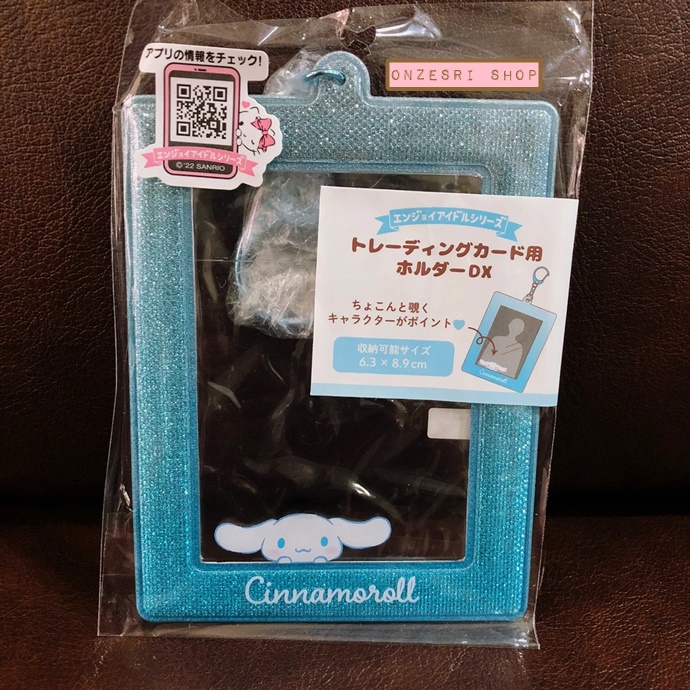 アプリの情報をチェック!
エンジョイアイドルシリーズ
©'22 SANRIO
ONZESRI SHOP
エンジョイアイドルシリーズ
トレーディングカード用
ホルダーDX
ちょこんと覗く
キャラクターがポイント
収納可能サイズ
6.3×8.9cm
Cinnamoroll
Cinnamoroll